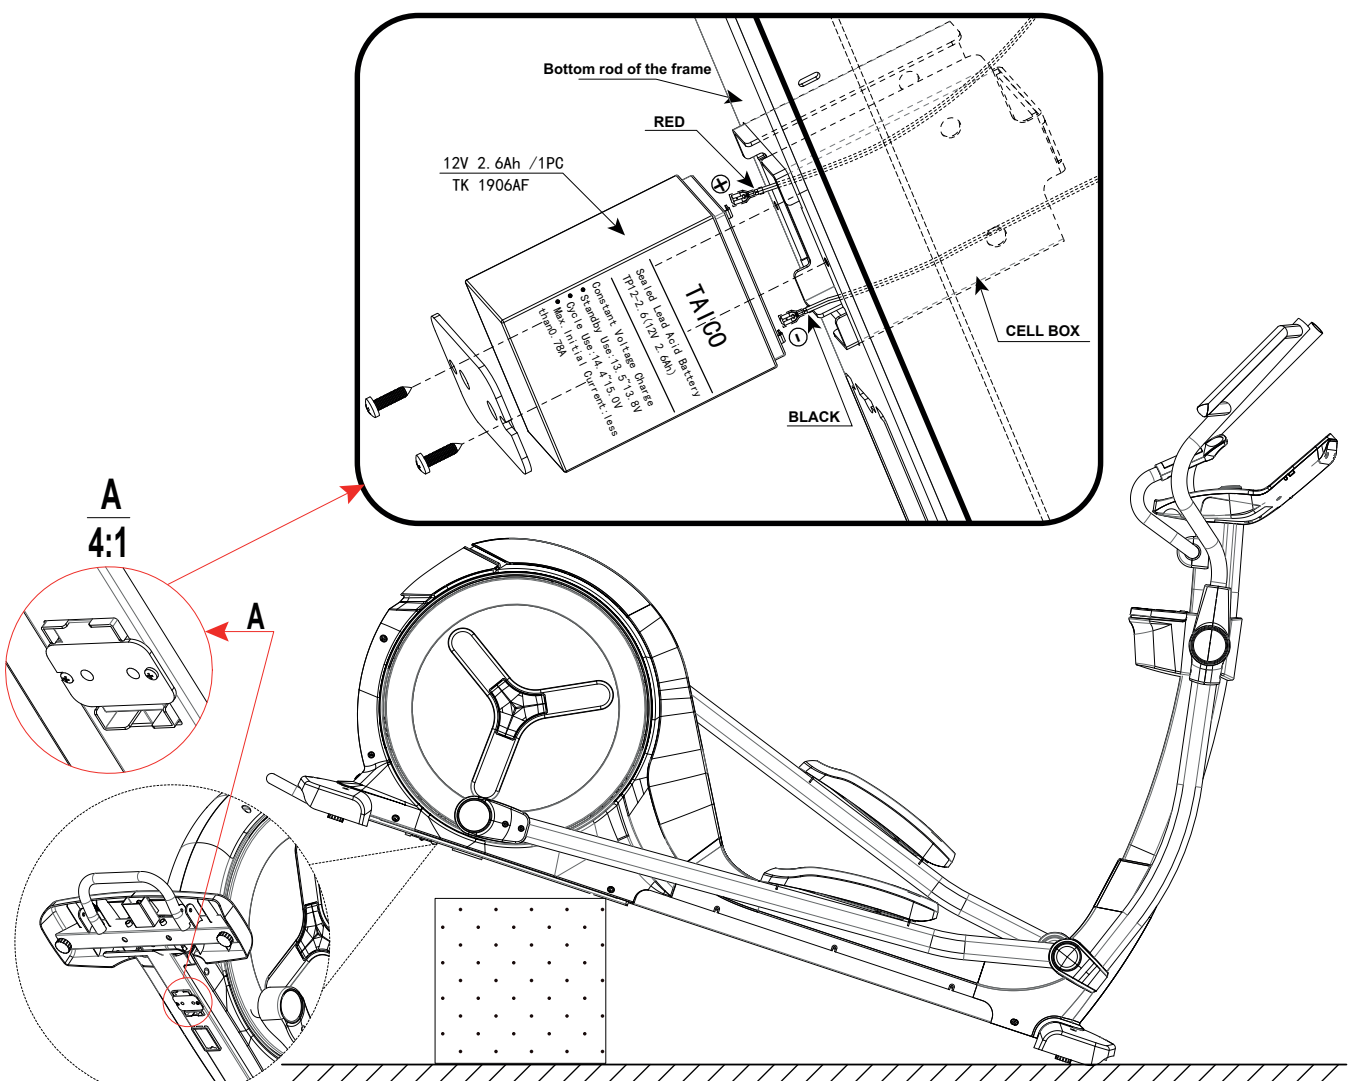 Bottom rod of the frame
RED
12V 2.6Ah /1PC
TK 1906AF
+
TAICO
Sealed Lead Acid Battery
TP12-2.6(12V 2.6Ah)
Constant Voltage Charge
• Standby Use:13.5~13.8V
• Cycle Use:14.4~15.0V
• Max. Initial Current:less
than0.78A
-
CELL BOX
BLACK
A
4:1
A